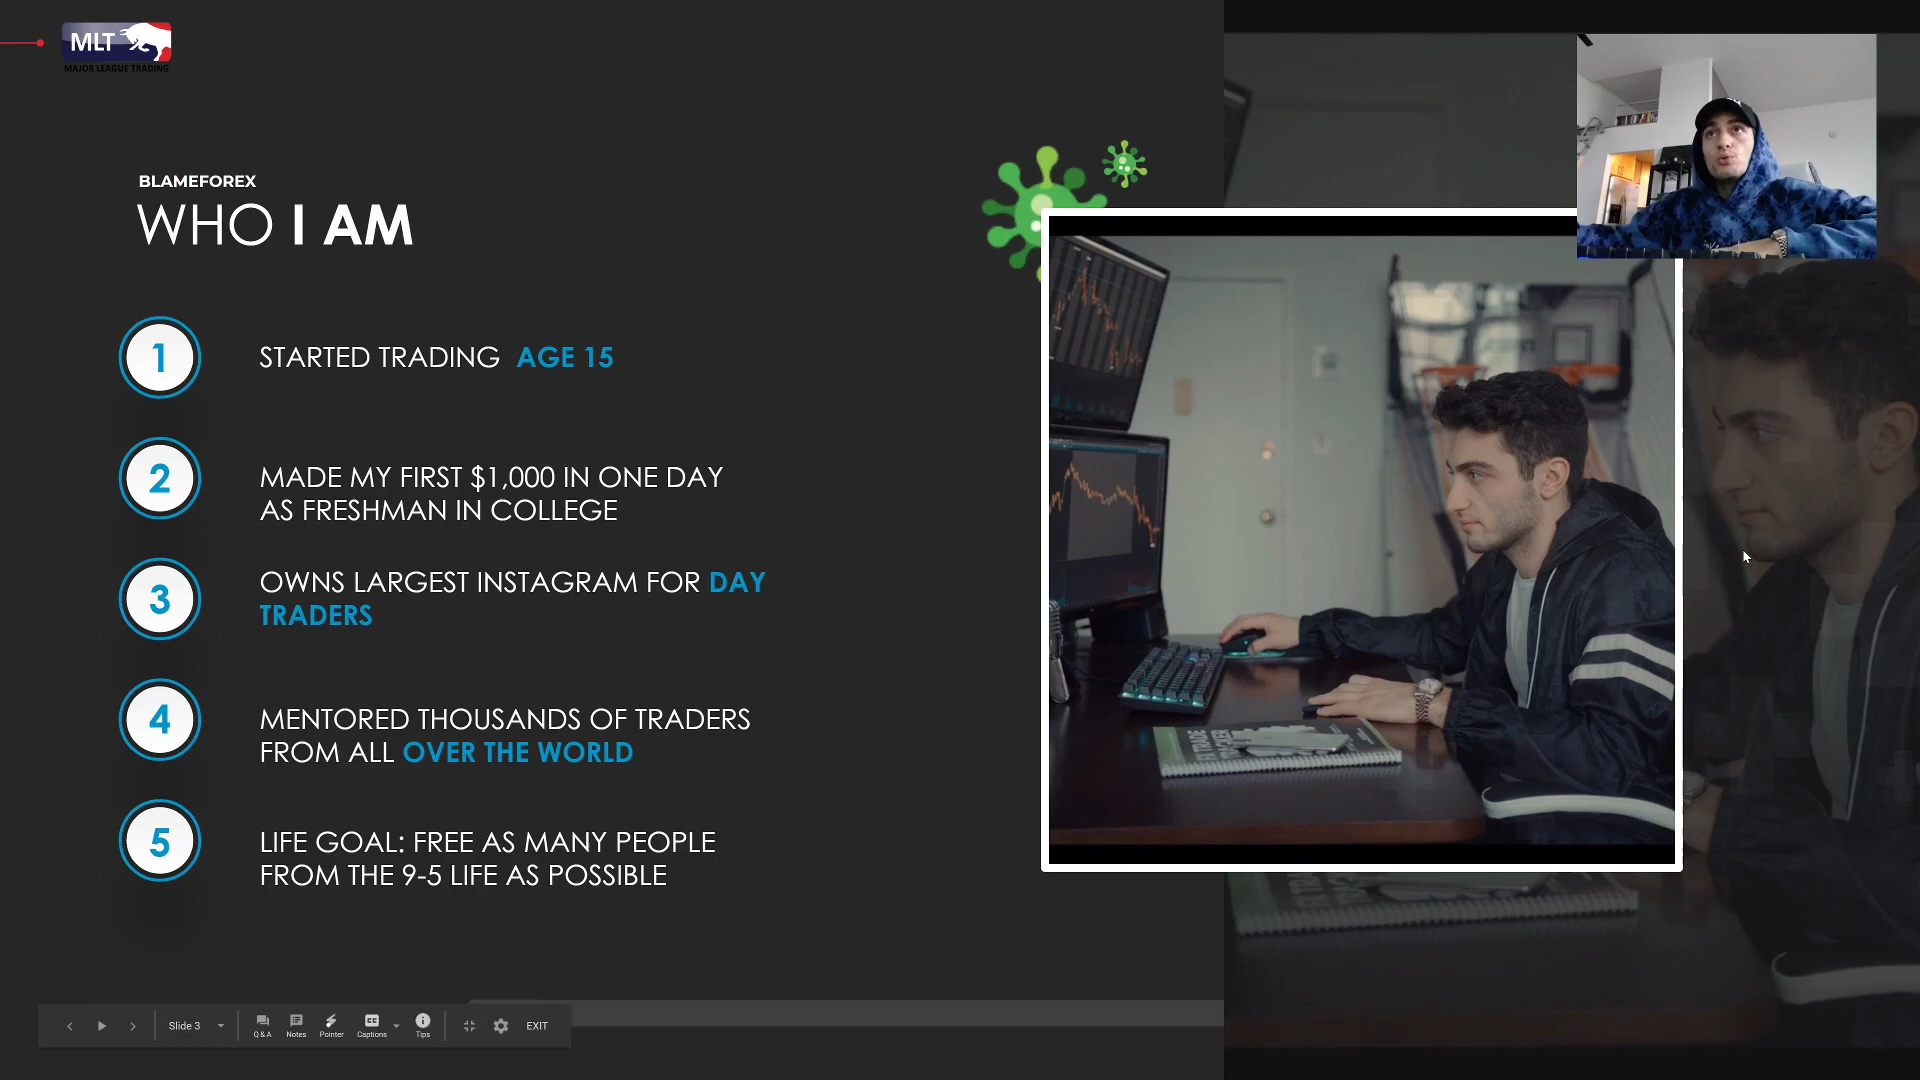 MLT
MAJOR LEAGUE TRADING
BLAMEFOREX
WHO I AM
1
STARTED TRADING AGE 15
2
MADE MY FIRST $1,000 IN ONE DAY
AS FRESHMAN IN COLLEGE
3
OWNS LARGEST INSTAGRAM FOR DAY
TRADERS
4
MENTORED THOUSANDS OF TRADERS
FROM ALL OVER THE WORLD
5
LIFE GOAL: FREE AS MANY PEOPLE
FROM THE 9-5 LIFE AS POSSIBLE
Slide 3
Q & A
Notes
Pointer
Captions
Tips
EXIT